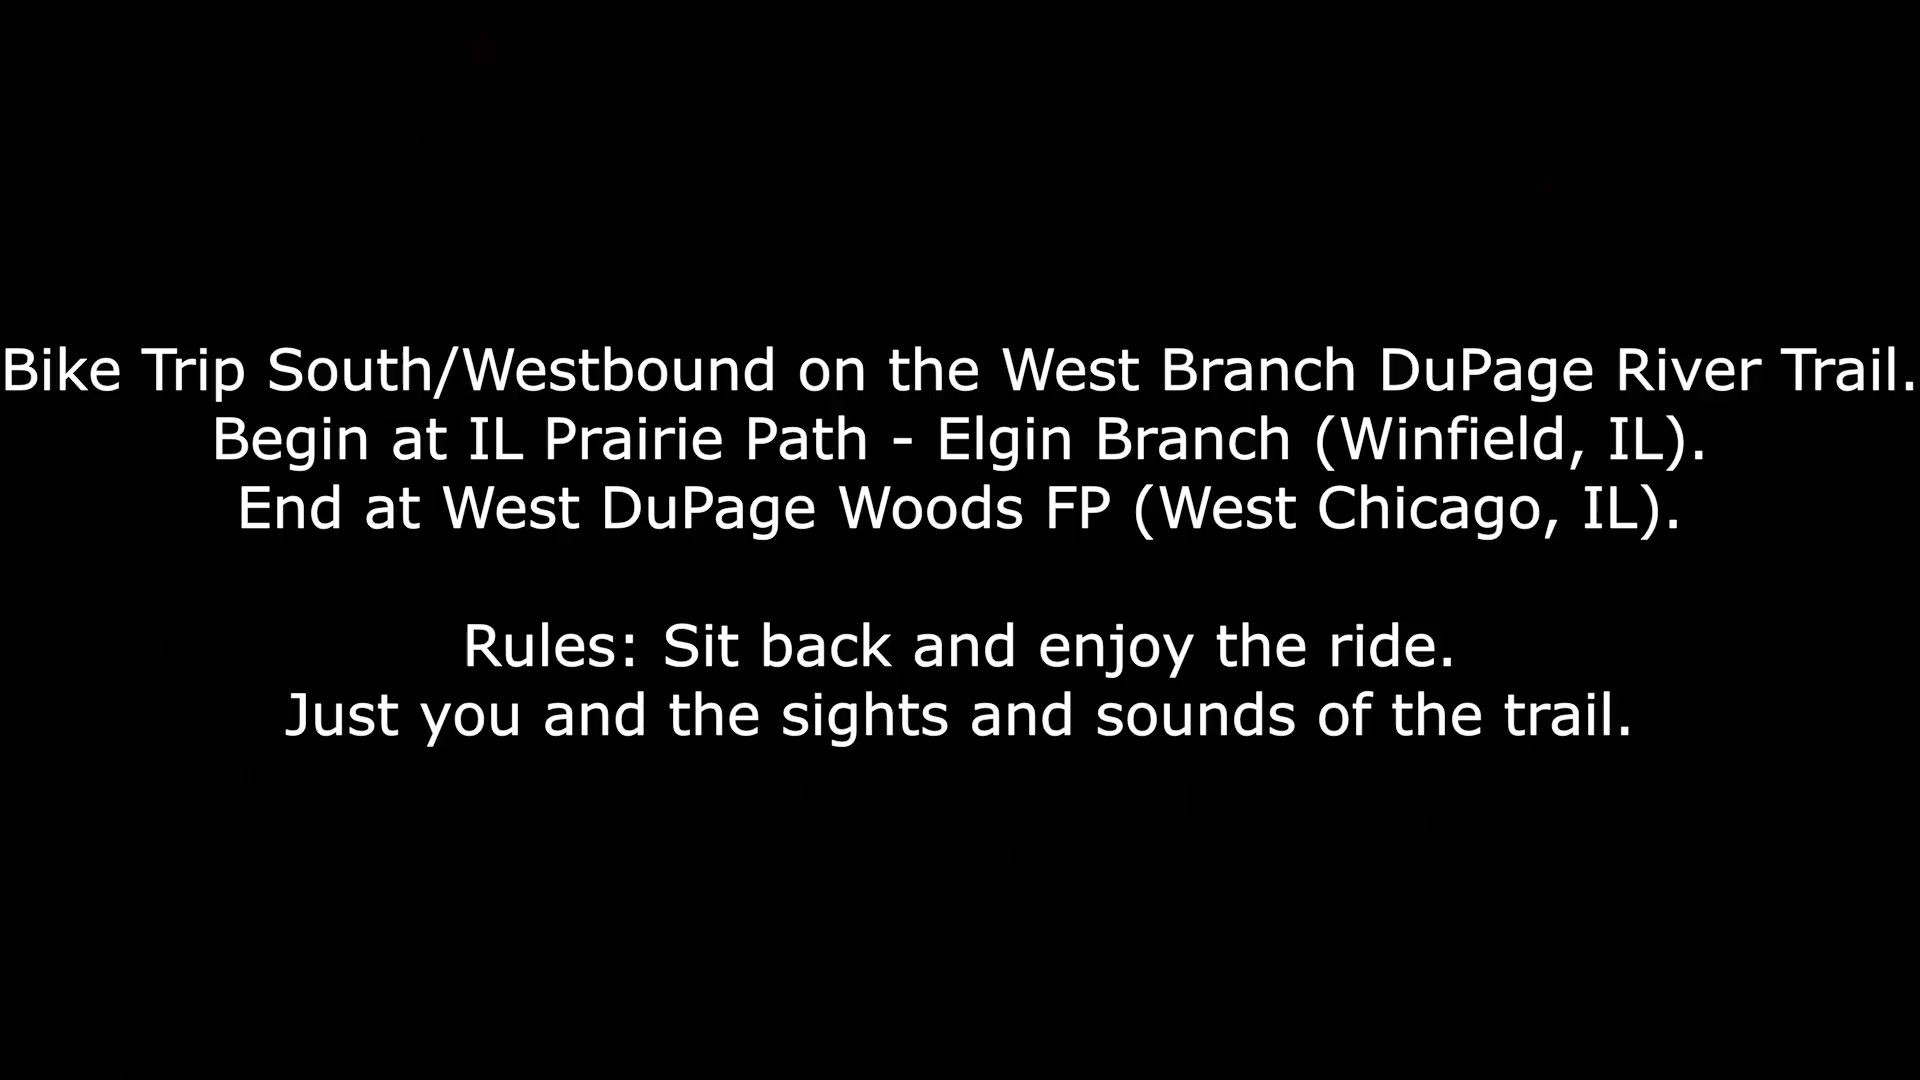 Bike Trip South/Westbound on the West Branch DuPage River Trail.
Begin at IL Prairie Path - Elgin Branch (Winfield, IL).
End at West DuPage Woods FP (West Chicago, IL).
Rules: Sit back and enjoy the ride.
Just you and the sights and sounds of the trail.